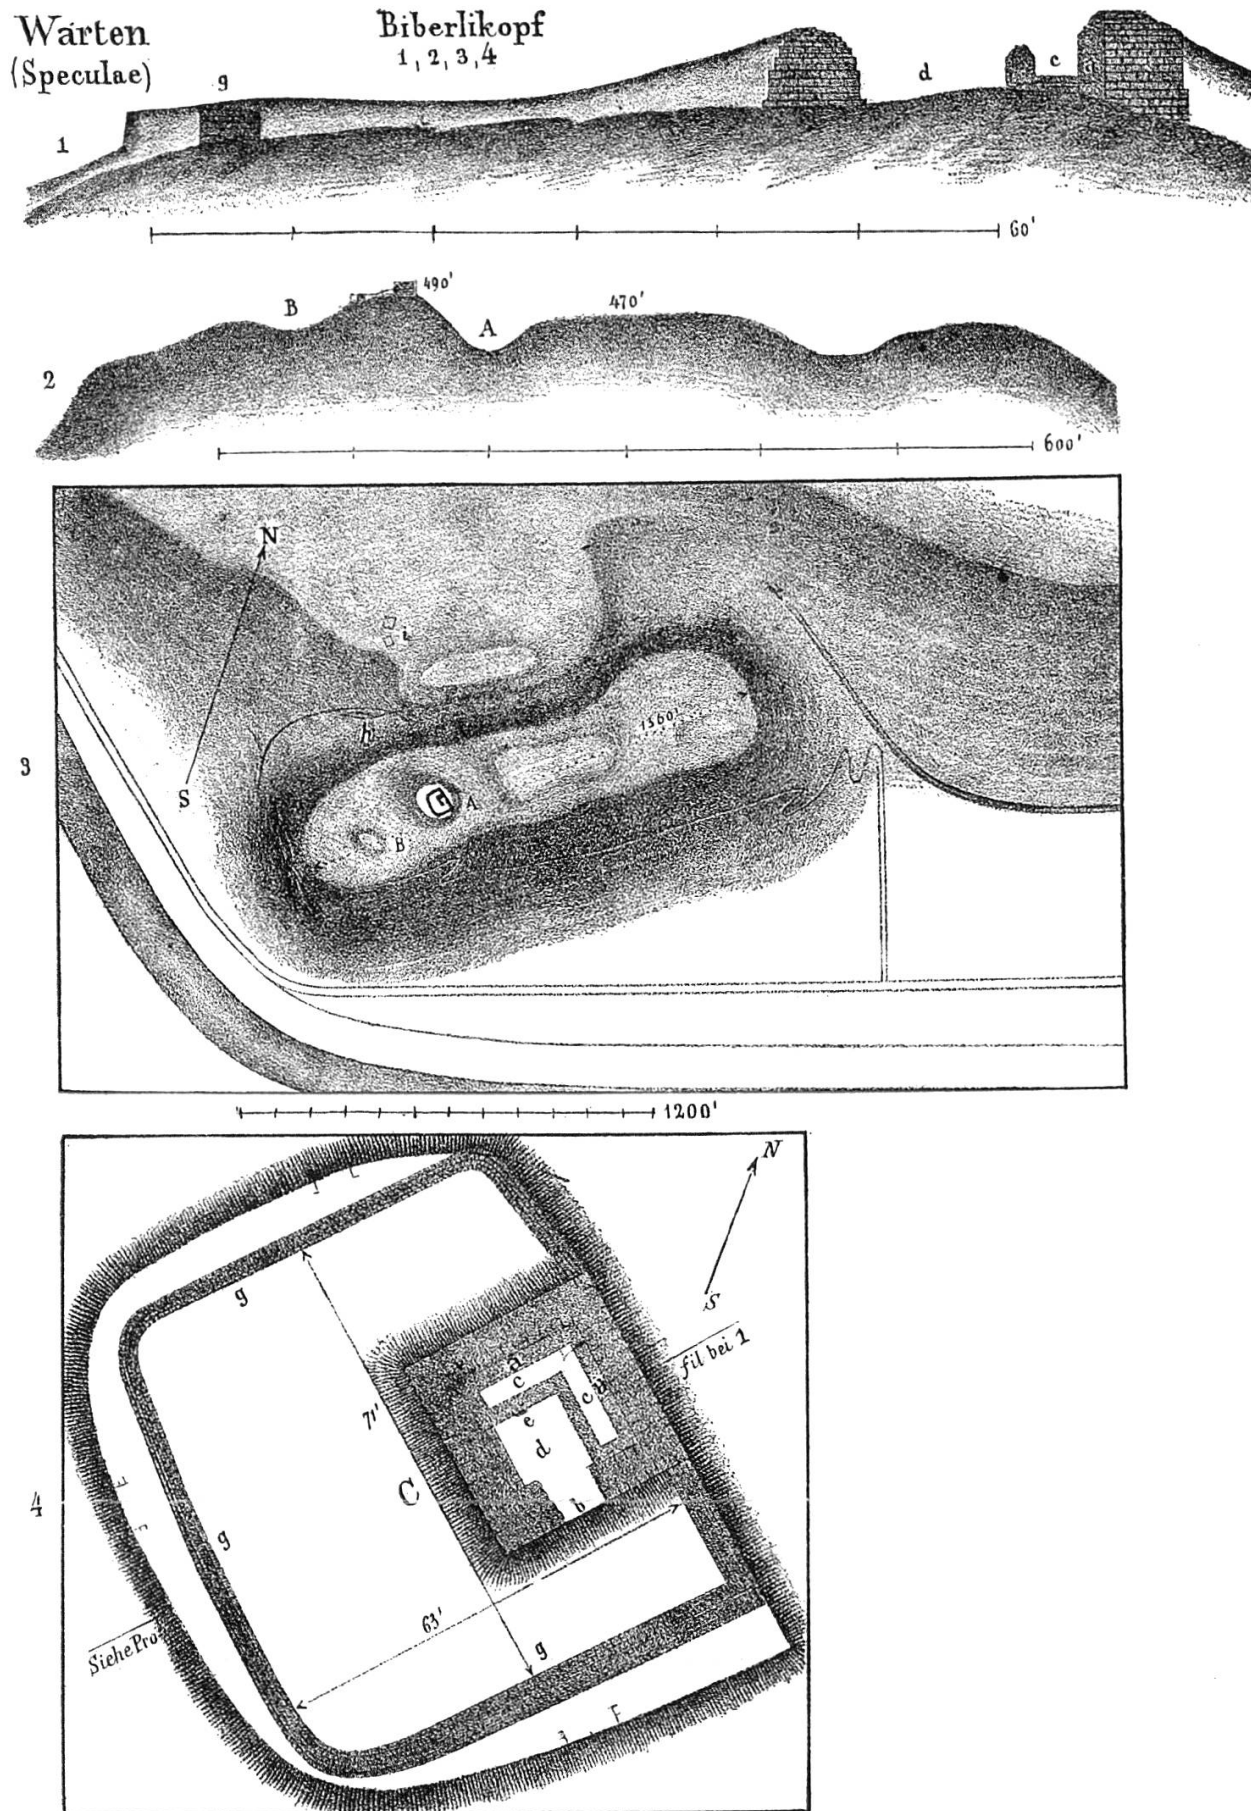 Warten
(Speculae)
Biberlikopf
1, 2, 3, 4
g
d
c
a
1
60'
B
490'
A
470'
2
600'
N
i
h
1360'
3
S
A
B
1200'
N
S
g
fil bei 1
a
c
c
e
d
71'
C
b
4
g
63'
g
Siehe Pro